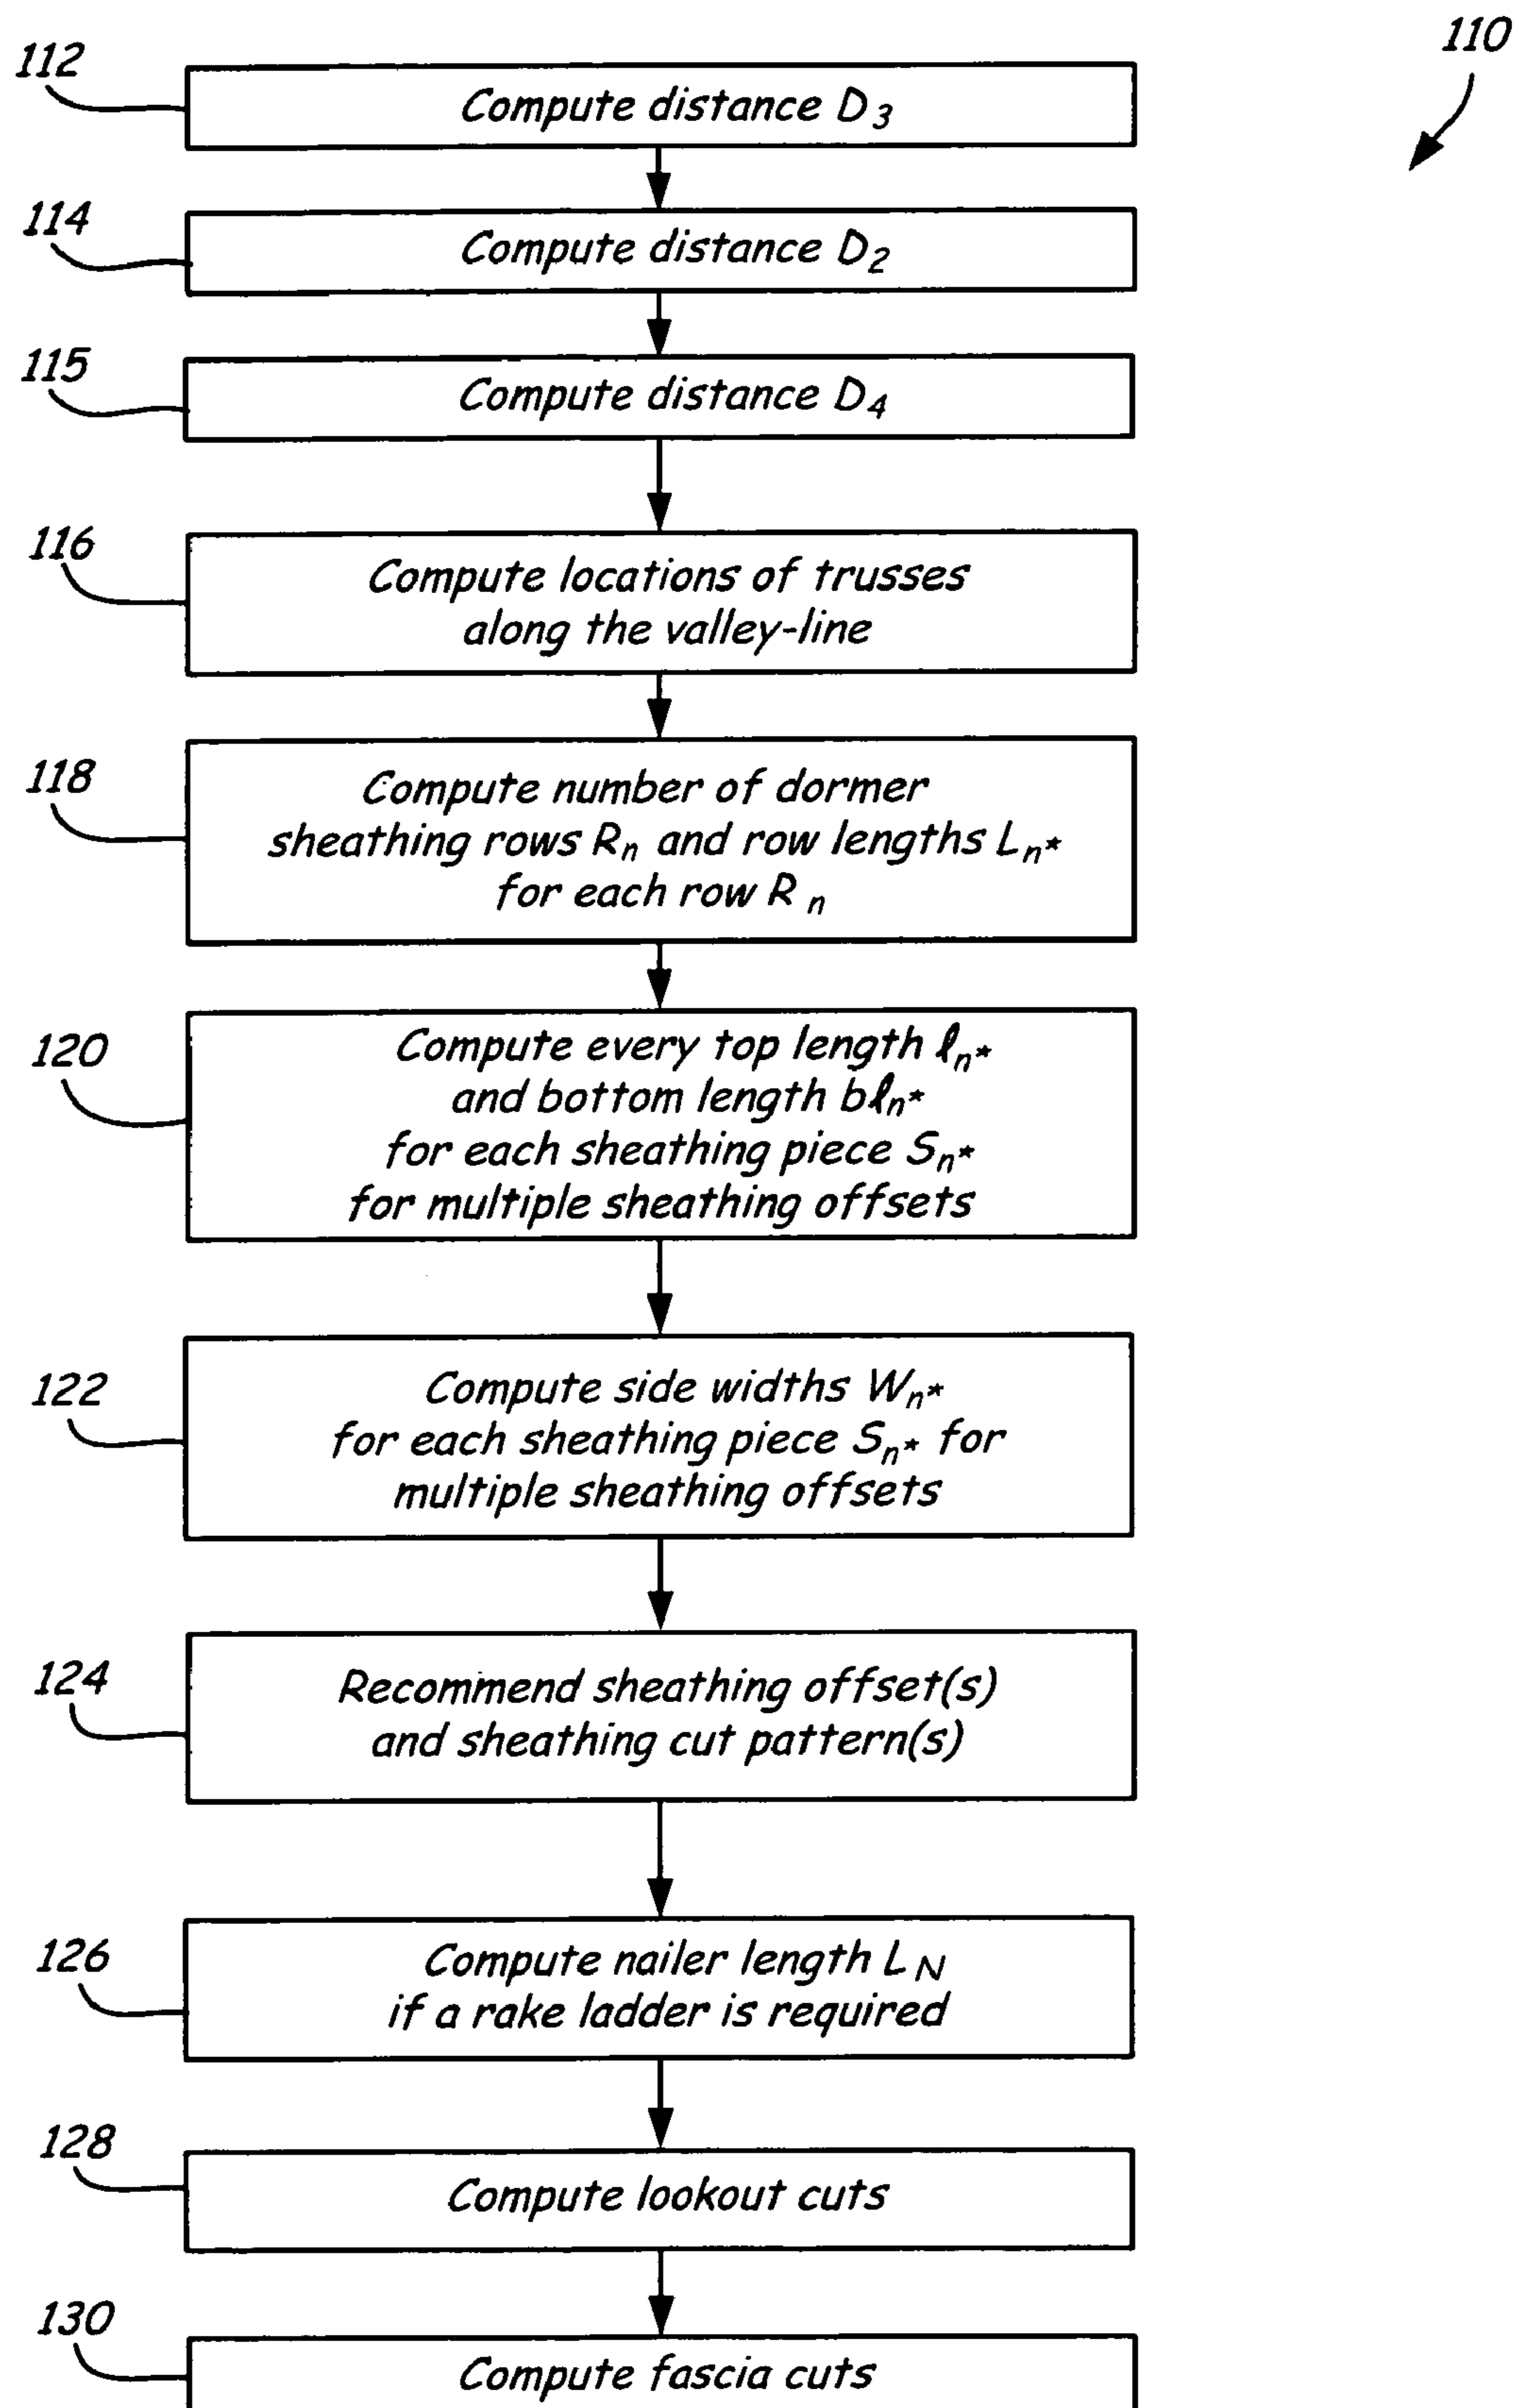 110
112
Compute distance D3
114
Compute distance D2
115
Compute distance D4
116
Compute locations of trusses
along the valley-line
118
Compute number of dormer
sheathing rows Rn and row lengths Ln*
for each row Rn
120
Compute every top length ℓn*
and bottom length bℓn*
for each sheathing piece Sn*
for multiple sheathing offsets
122
Compute side widths Wn*
for each sheathing piece Sn* for
multiple sheathing offsets
124
Recommend sheathing offset(s)
and sheathing cut pattern(s)
126
Compute nailer length LN
if a rake ladder is required
128
Compute lookout cuts
130
Compute fascia cuts